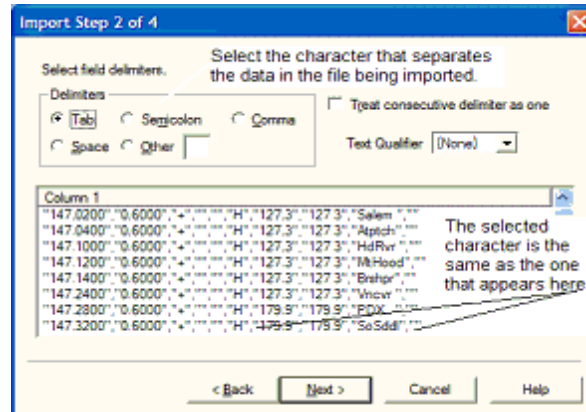 Import Step 2 of 4
Select the character that separates
the data in the file being imported.
Select field delimiters.
Delimiters
Tab Semicolon Comma
Space Other
Treat consecutive delimiter as one
Text Qualifier (None)
Column 1
"147.0200","0.6000","+","","","H","127.3","127.3","Salem ",""
"147.0400","0.6000","+","","","H","127.3","127.3","Atptch",""
"147.1000","0.6000","+","","","H","127.3","127.3","HdRvr",""
"147.1200","0.6000","+","","","H","127.3","127.3","MtHood",""
"147.1400","0.6000","+","","","H","127.3","127.3","Brshpr",""
"147.2400","0.6000","+","","","H","127.3","127.3","Vncvr",""
"147.2800","0.6000","+","","","H","179.9","179.9","PDX ",""
"147.3200","0.6000","+","","","H","179.9","179.9","SoSddl",""
The selected
character is the
same as the one
that appears here
< Back Next > Cancel Help